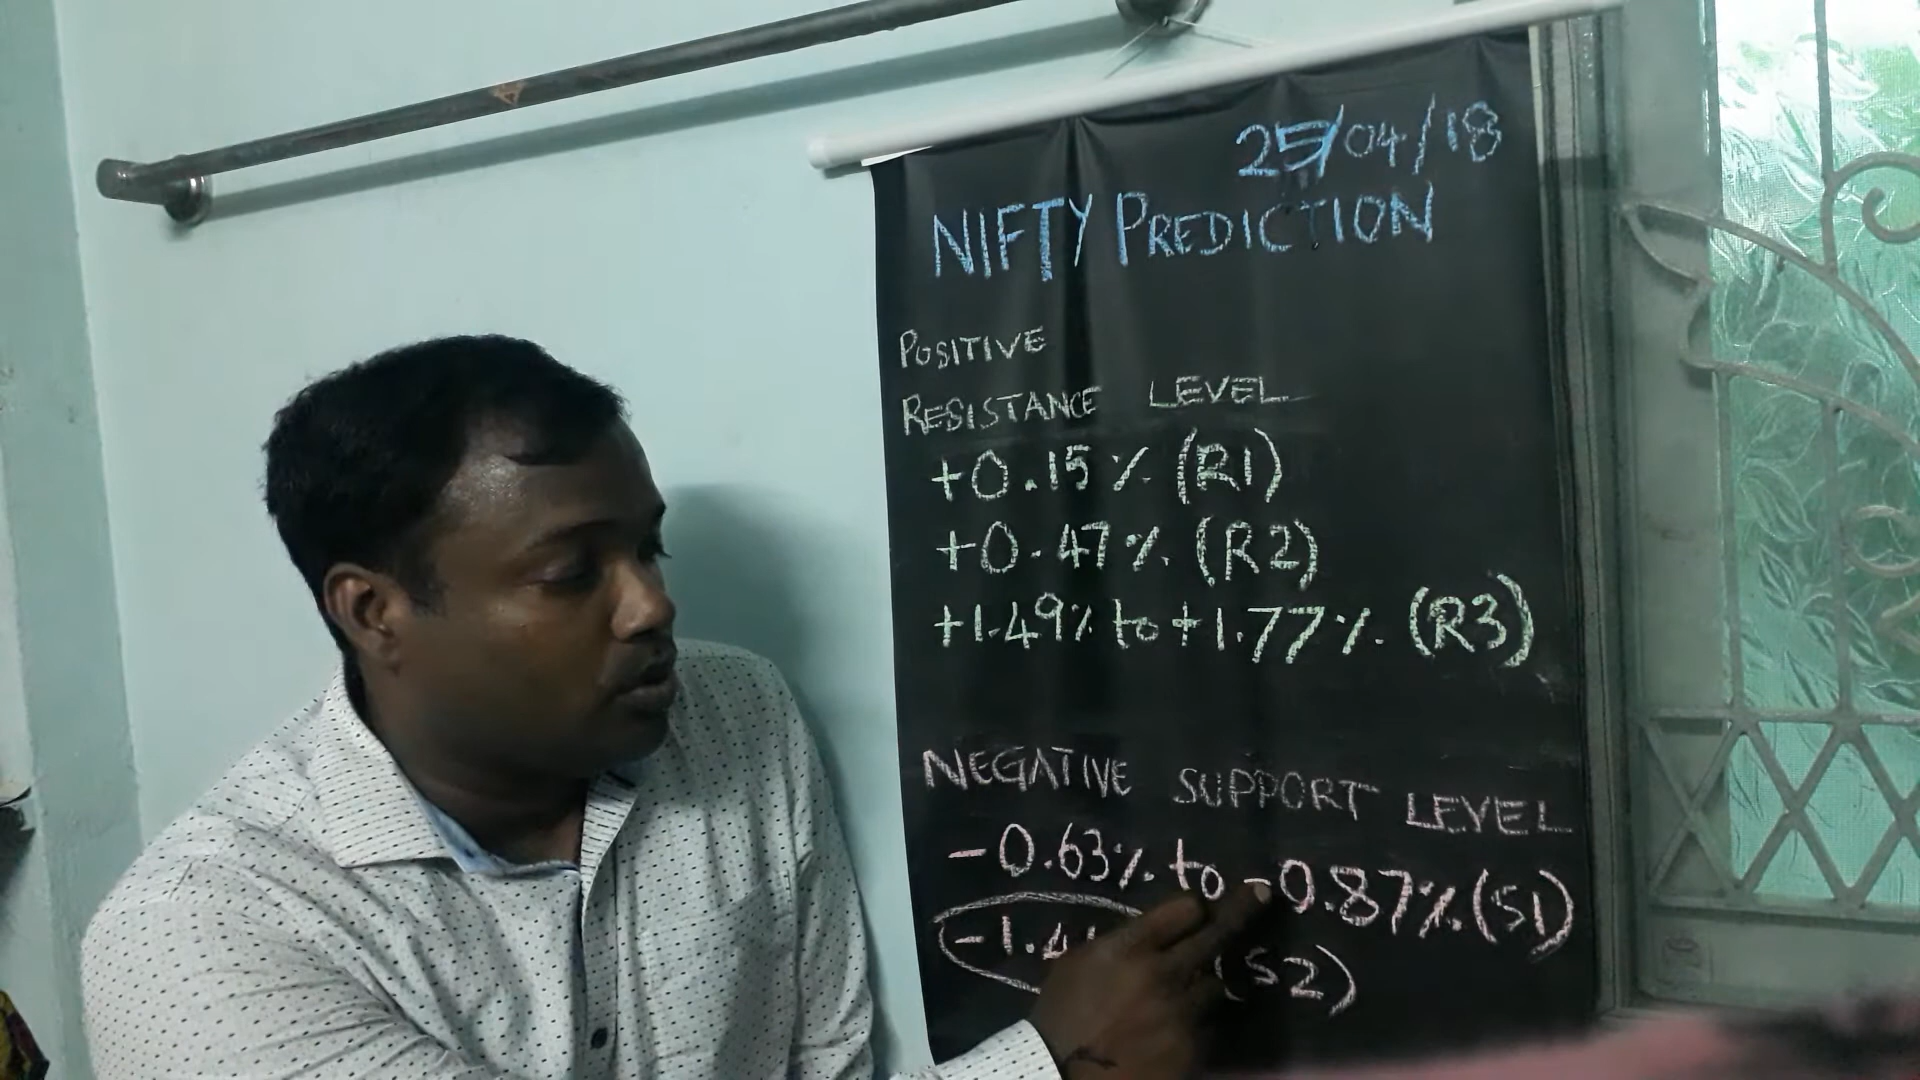 25/04/18
NIFTY PREDICTION
POSITIVE
RESISTANCE LEVEL
+0.15% (R1)
+0.47% (R2)
+1.49% to +1.77% (R3)
NEGATIVE SUPPORT LEVEL
-0.63% to -0.87% (S1)
(S2)